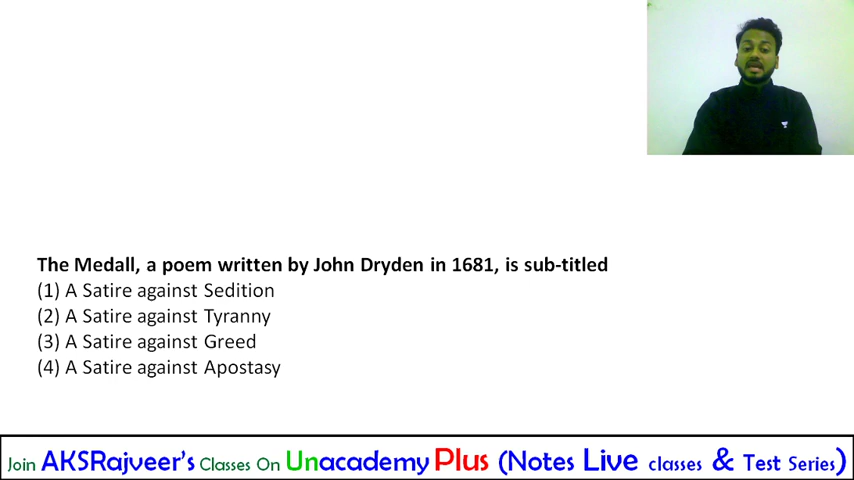 The Medall, a poem written by John Dryden in 1681, is sub-titled
(1) A Satire against Sedition
(2) A Satire against Tyranny
(3) A Satire against Greed
(4) A Satire against Apostasy
Join AKSRajveer's Classes On Unacademy Plus (Notes Live classes & Test Series)